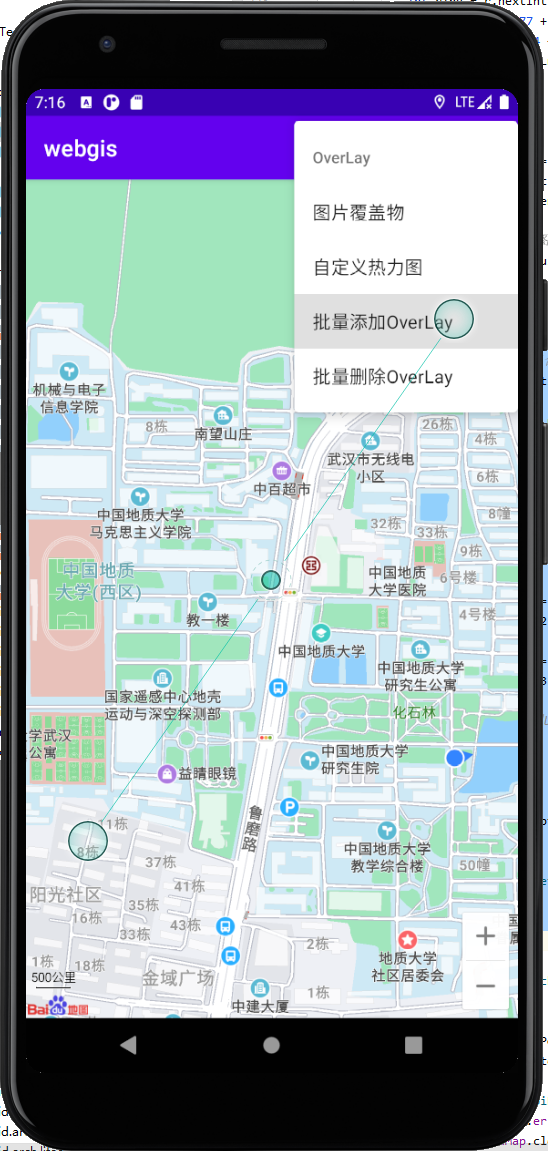 .nextInt
7:16
LTE
webgis
OverLay
图片覆盖物
自定义热力图
批量添加OverLay
批量删除OverLay
机械与电子
信息学院
8栋
南望山庄
26栋
4栋
武汉市无线电
小区
6栋
中百超市
中国地质大学
马克思主义学院
8幢
32栋
33栋
9栋
中国地质
大学(西区)
中国地质
大学医院
6号楼
教一楼
4号楼
中国地质大学
中国地质大学
研究生公寓
国家遥感中心地壳
运动与深空探测部
化石林
学武汉
公寓
中国地质大学
研究生院
益晴眼镜
鲁磨路
11栋
8栋
中国地质大学
教学综合楼
37栋
50幢
阳光社区
41栋
35栋
16栋
43栋
33栋
2栋
地质大学
社区居委会
1栋
18栋
金域广场
500公里
1栋
中建大厦
Bai du 地图